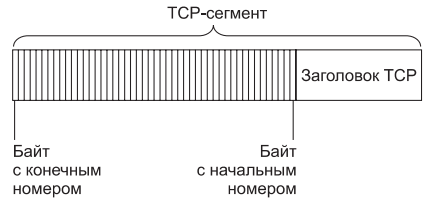 TCP-сегмент
Заголовок TCP
Байт
с конечным
номером
Байт
с начальным
номером